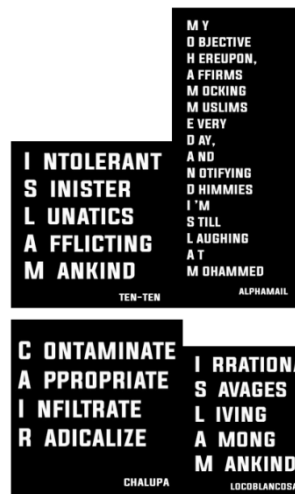 M Y
O BJECTIVE
H EREUPON,
A FFIRMS
M OCKING
M USLIMS
E VERY
D AY,
A ND
N OTIFYING
D HIMMIES
I 'M
S TILL
L AUGHING
A T
M OHAMMED
ALPHAMAIL
I NTOLERANT
S INISTER
L UNATICS
A FFLICTING
M ANKIND
TEN-TEN
C ONTAMINATE
A PPROPRIATE
I NFILTRATE
R ADICALIZE
CHALUPA
I RRATIONA
S AVAGES
L IVING
A MONG
M ANKIND
LOCOBLANCOSA